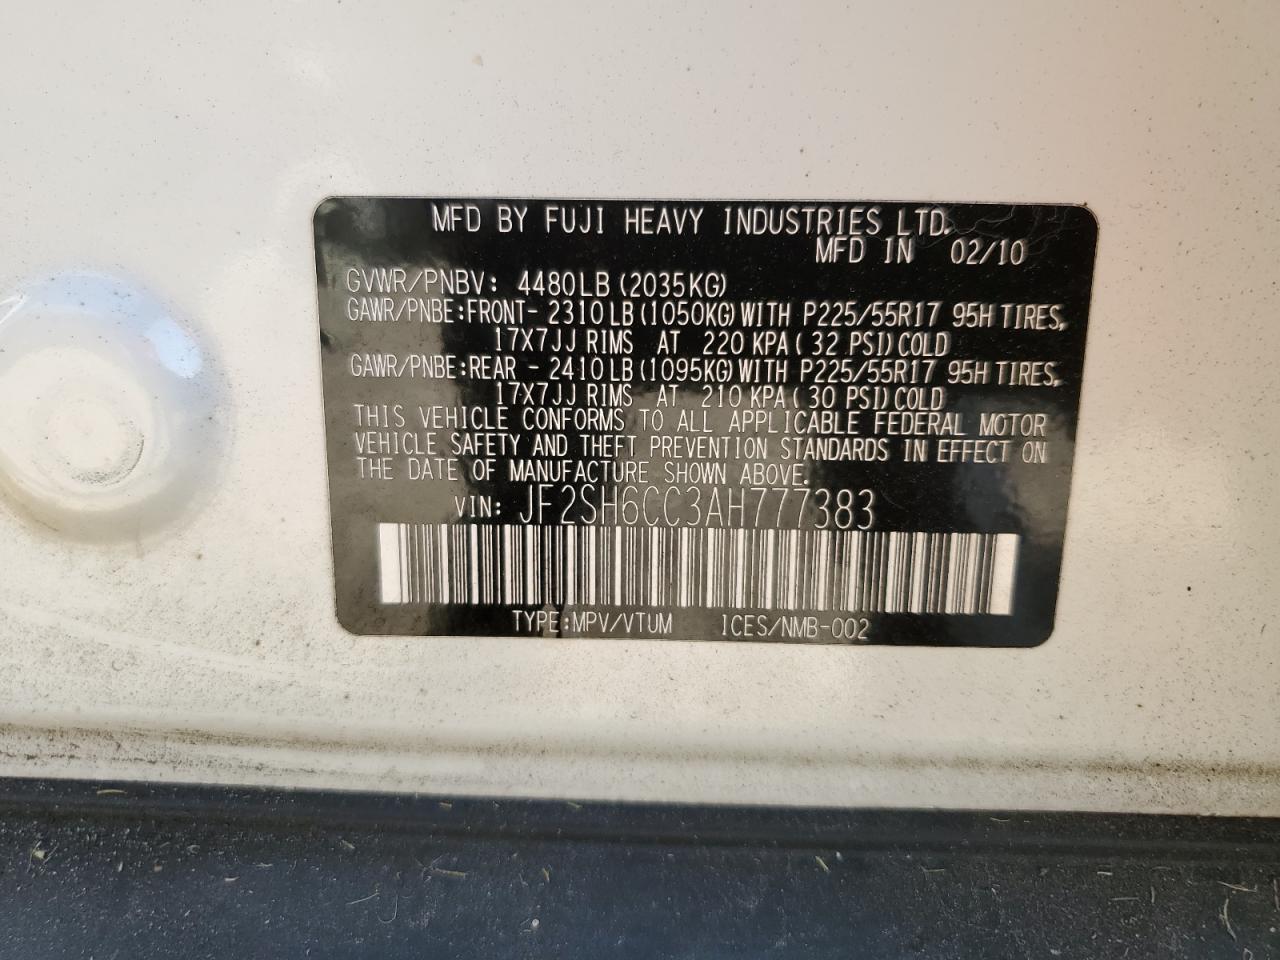 MFD BY FUJI HEAVY INDUSTRIES LTD.
MFD IN 02/10
GVWR/PNBV: 4480LB (2035KG)
GAWR/PNBE:FRONT- 2310LB (1050KG) WITH P225/55R17 95H TIRES,
17X7JJ RIMS AT 220 KPA ( 32 PSI) COLD
GAWR/PNBE:REAR - 2410LB (1095KG) WITH P225/55R17 95H TIRES,
17X7JJ RIMS AT 210 KPA ( 30 PSI) COLD
THIS VEHICLE CONFORMS TO ALL APPLICABLE FEDERAL MOTOR
VEHICLE SAFETY AND THEFT PREVENTION STANDARDS IN EFFECT ON
THE DATE OF MANUFACTURE SHOWN ABOVE.
VIN: JF2SH6CC3AH777383
TYPE:MPV/VTUM ICES/NMB-002